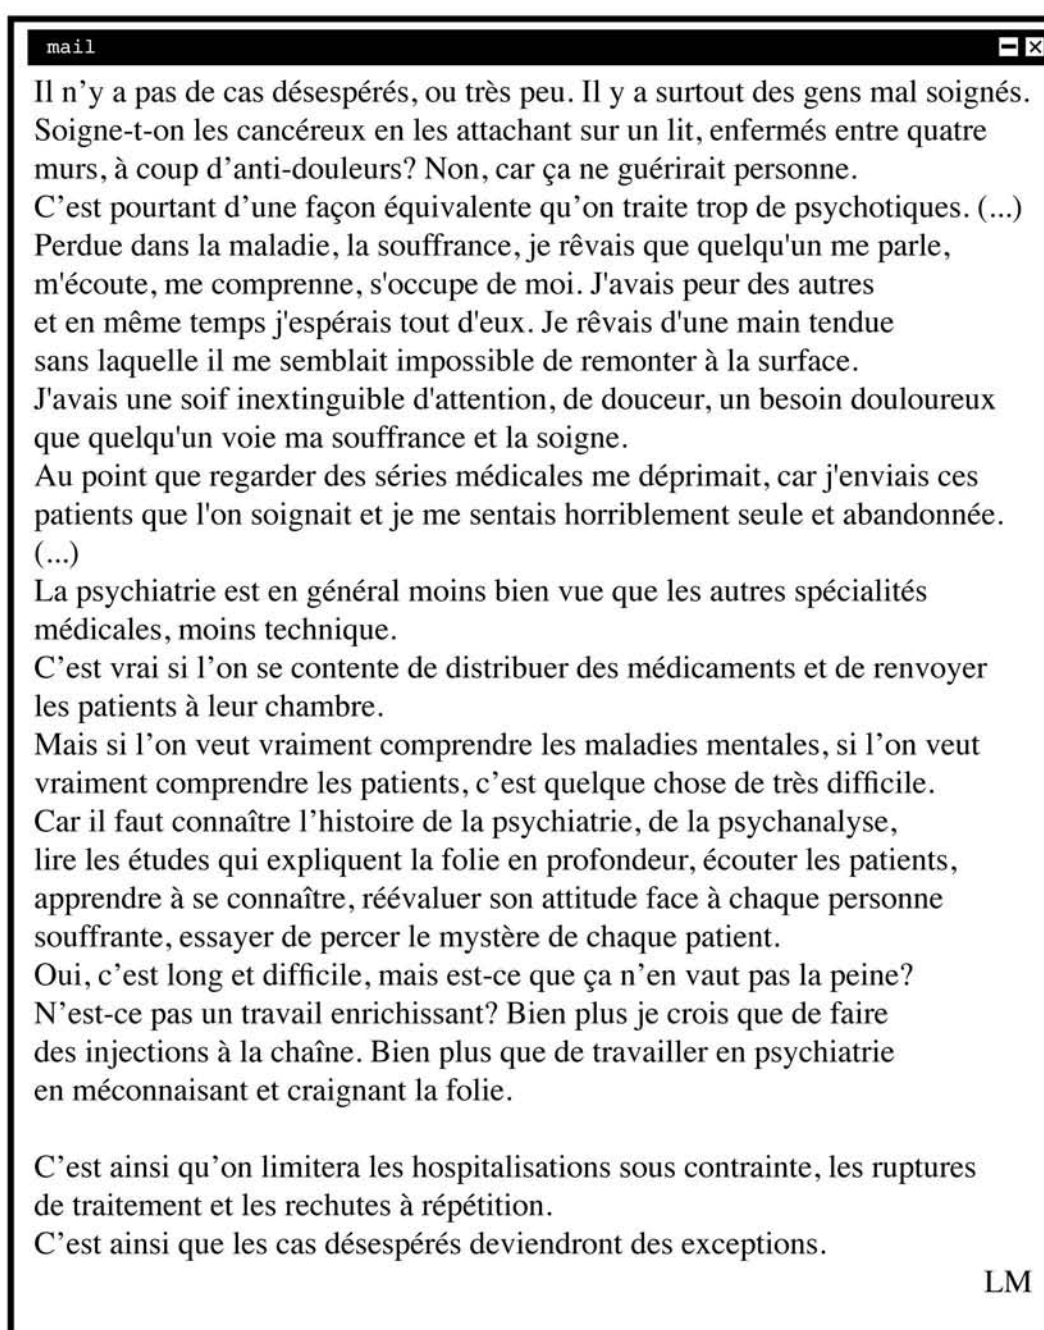 mail
Il n’y a pas de cas désespérés, ou très peu. Il y a surtout des gens mal soignés.
Soigne-t-on les cancéreux en les attachant sur un lit, enfermés entre quatre
murs, à coup d’anti-douleurs? Non, car ça ne guérirait personne.
C’est pourtant d’une façon équivalente qu’on traite trop de psychotiques. (...)
Perdue dans la maladie, la souffrance, je rêvais que quelqu'un me parle,
m'écoute, me comprenne, s'occupe de moi. J'avais peur des autres
et en même temps j'espérais tout d'eux. Je rêvais d'une main tendue
sans laquelle il me semblait impossible de remonter à la surface.
J'avais une soif inextinguible d'attention, de douceur, un besoin douloureux
que quelqu'un voie ma souffrance et la soigne.
Au point que regarder des séries médicales me déprimait, car j'enviais ces
patients que l'on soignait et je me sentais horriblement seule et abandonnée.
(...)
La psychiatrie est en général moins bien vue que les autres spécialités
médicales, moins technique.
C’est vrai si l’on se contente de distribuer des médicaments et de renvoyer
les patients à leur chambre.
Mais si l’on veut vraiment comprendre les maladies mentales, si l’on veut
vraiment comprendre les patients, c’est quelque chose de très difficile.
Car il faut connaître l’histoire de la psychiatrie, de la psychanalyse,
lire les études qui expliquent la folie en profondeur, écouter les patients,
apprendre à se connaître, réévaluer son attitude face à chaque personne
souffrante, essayer de percer le mystère de chaque patient.
Oui, c’est long et difficile, mais est-ce que ça n’en vaut pas la peine?
N’est-ce pas un travail enrichissant? Bien plus je crois que de faire
des injections à la chaîne. Bien plus que de travailler en psychiatrie
en méconnaisant et craignant la folie.
C’est ainsi qu’on limitera les hospitalisations sous contrainte, les ruptures
de traitement et les rechutes à répétition.
C’est ainsi que les cas désespérés deviendront des exceptions.
LM